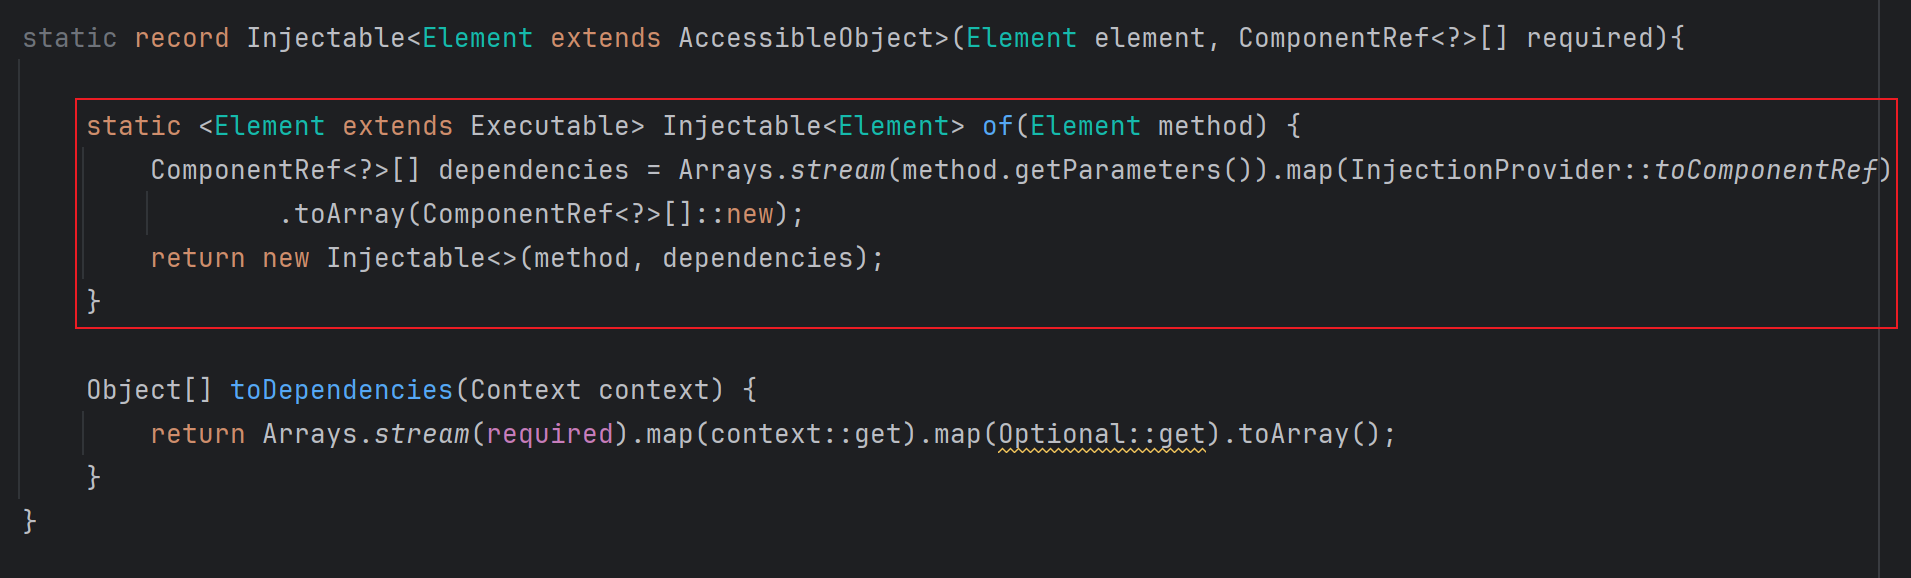 static record Injectable<Element extends AccessibleObject>(Element element, ComponentRef<?>[] required){
static <Element extends Executable> Injectable<Element> of(Element method) {
ComponentRef<?>[] dependencies = Arrays.stream(method.getParameters()).map(InjectionProvider::toComponentRef)
.toArray(ComponentRef<?>[]::new);
return new Injectable<>(method, dependencies);
}
Object[] toDependencies(Context context) {
return Arrays.stream(required).map(context::get).map(Optional::get).toArray();
}
}